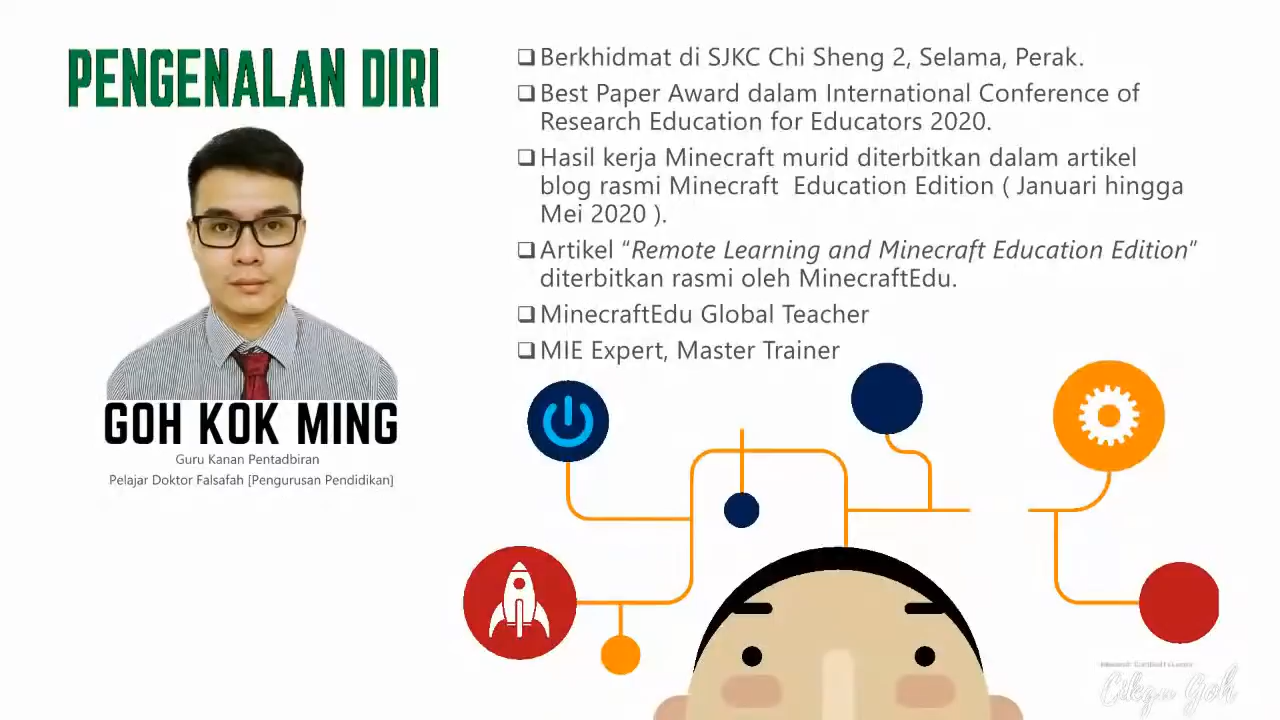 PENGENALAN DIRI
GOH KOK MING
Guru Kanan Pentadbiran
Pelajar Doktor Falsafah [Pengurusan Pendidikan]
❑Berkhidmat di SJKC Chi Sheng 2, Selama, Perak.
❑Best Paper Award dalam International Conference of
Research Education for Educators 2020.
❑Hasil kerja Minecraft murid diterbitkan dalam artikel
blog rasmi Minecraft Education Edition ( Januari hingga
Mei 2020 ).
❑Artikel “Remote Learning and Minecraft Education Edition”
diterbitkan rasmi oleh MinecraftEdu.
❑MinecraftEdu Global Teacher
❑MIE Expert, Master Trainer
Cikgu Goh